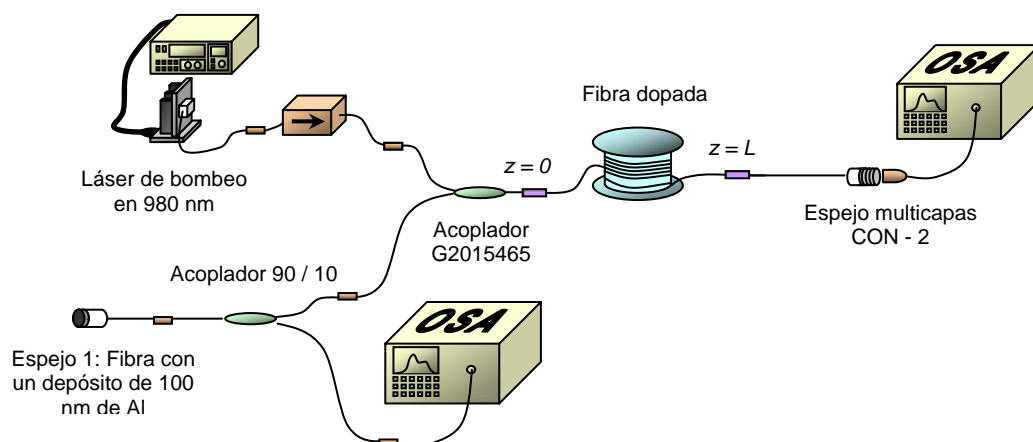 OSA
Fibra dopada
z = 0
z = L
Láser de bombeo
en 980 nm
Espejo multicapas
CON - 2
Acoplador
G2015465
Acoplador 90 / 10
OSA
Espejo 1: Fibra con
un depósito de 100
nm de Al